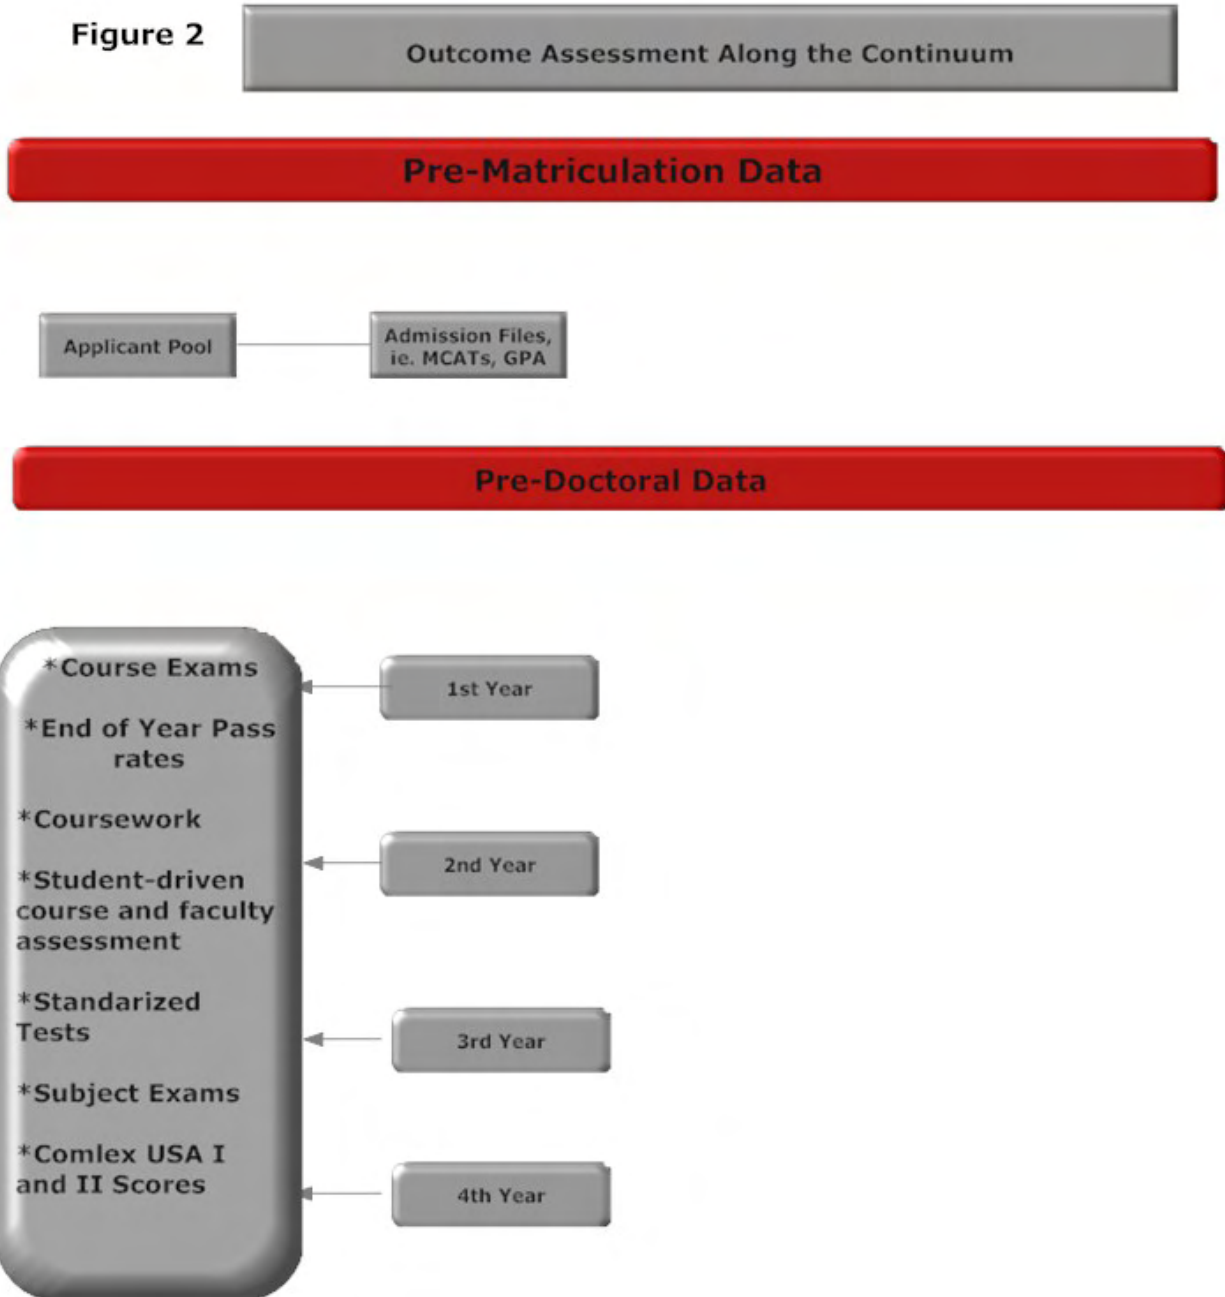 Figure 2
Outcome Assessment Along the Continuum
Pre-Matriculation Data
Applicant Pool
Admission Files,
ie. MCATs, GPA
Pre-Doctoral Data
*Course Exams
*End of Year Pass
rates
*Coursework
*Student-driven
course and faculty
assessment
*Standarized
Tests
*Subject Exams
*Comlex USA I
and II Scores
1st Year
2nd Year
3rd Year
4th Year